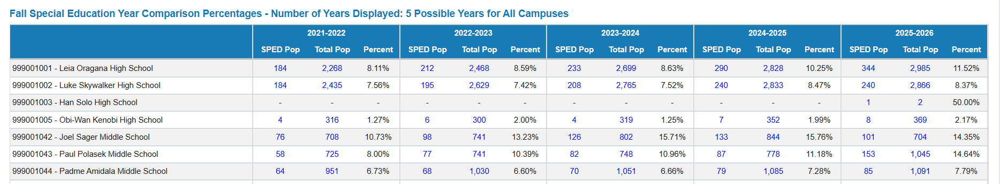 Fall Special Education Year Comparison Percentages - Number of Years Displayed: 5 Possible Years for All Campuses
2021-2022 2022-2023 2023-2024 2024-2025 2025-2026
SPED Pop Total Pop Percent SPED Pop Total Pop Percent SPED Pop Total Pop Percent SPED Pop Total Pop Percent SPED Pop Total Pop Percent
999001001 - Leia Oragana High School 184 2,268 8.11% 212 2,468 8.59% 233 2,699 8.63% 290 2,828 10.25% 344 2,985 11.52%
999001002 - Luke Skywalker High School 184 2,435 7.56% 195 2,629 7.42% 208 2,765 7.52% 240 2,833 8.47% 240 2,866 8.37%
999001003 - Han Solo High School - - - - - - - - - - - - 1 2 50.00%
999001005 - Obi-Wan Kenobi High School 4 316 1.27% 6 300 2.00% 4 319 1.25% 7 352 1.99% 8 369 2.17%
999001042 - Joel Sager Middle School 76 708 10.73% 98 741 13.23% 126 802 15.71% 133 844 15.76% 101 704 14.35%
999001043 - Paul Polasek Middle School 58 725 8.00% 77 741 10.39% 82 748 10.96% 87 778 11.18% 153 1,045 14.64%
999001044 - Padme Amidala Middle School 64 951 6.73% 68 1,030 6.60% 70 1,051 6.66% 79 1,085 7.28% 85 1,091 7.79%